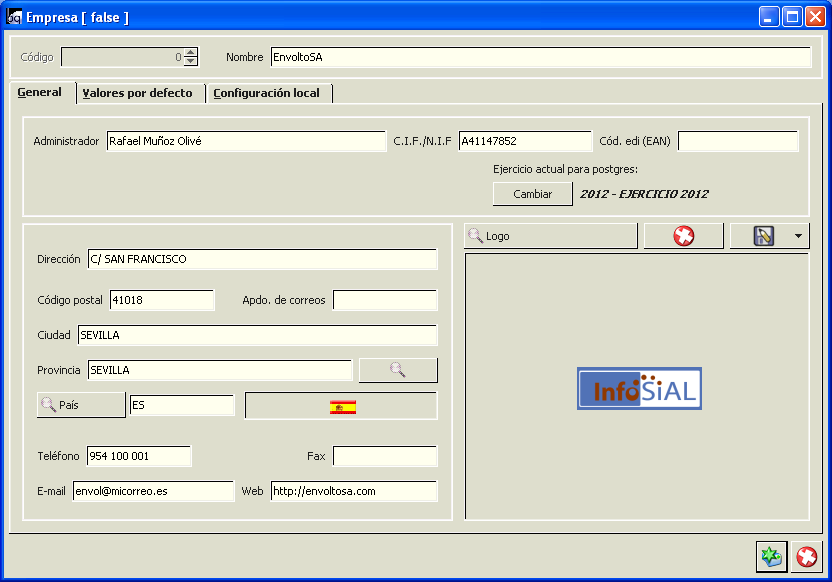 Empresa [ false ]
Código 0 Nombre EnvoltoSA
General Valores por defecto Configuración local
Administrador Rafael Muñoz Olivé C.I.F./N.I.F A41147852 Cód. edi (EAN)
Ejercicio actual para postgres:
Cambiar 2012 - EJERCICIO 2012
Logo
Dirección C/ SAN FRANCISCO
Código postal 41018 Apdo. de correos
Ciudad SEVILLA
Provincia SEVILLA
País ES
Teléfono 954 100 001 Fax
E-mail envol@micorreo.es Web http://envoltosa.com
InfoSiAL